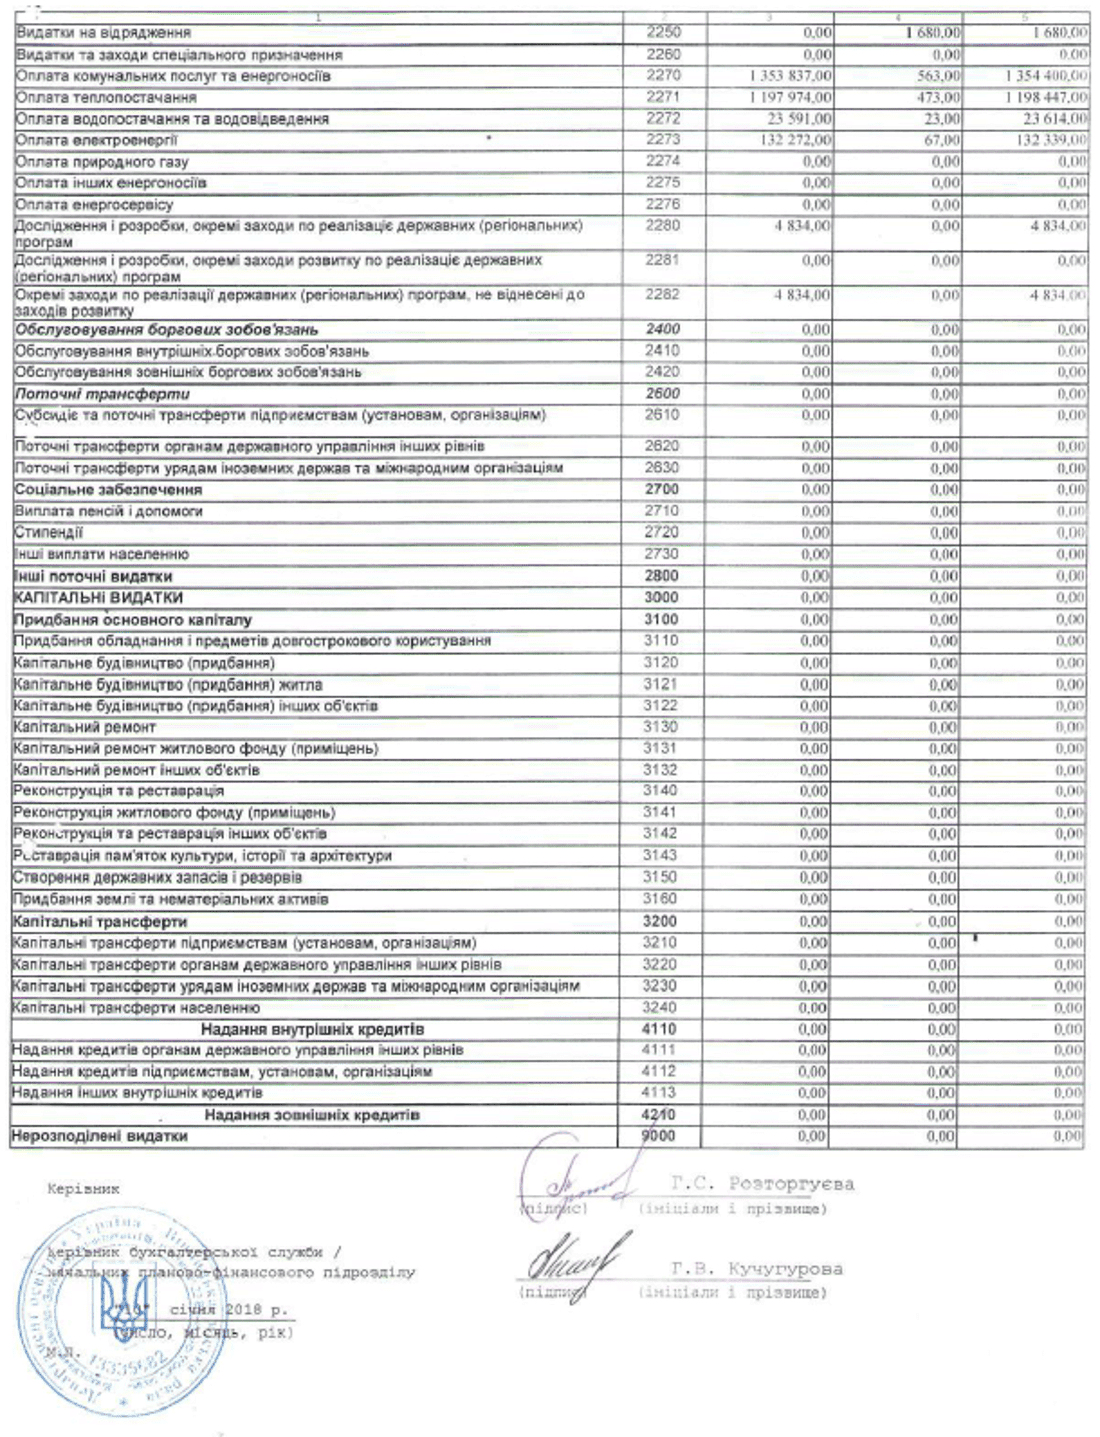 1 2 3 4 5
Видатки на відрядження 2250 0,00 1 680,00 1 680,00
Видатки та заходи спеціального призначення 2260 0,00 0,00 0,00
Оплата комунальних послуг та енергоносіїв 2270 1 353 837,00 563,00 1 354 400,00
Оплата теплопостачання 2271 1 197 974,00 473,00 1 198 447,00
Оплата водопостачання та водовідведення 2272 23 591,00 23,00 23 614,00
Оплата електроенергії 2273 132 272,00 67,00 132 339,00
Оплата природного газу 2274 0,00 0,00 0,00
Оплата інших енергоносіїв 2275 0,00 0,00 0,00
Оплата енергосервісу 2276 0,00 0,00 0,00
Дослідження і розробки, окремі заходи по реалізаціє державних (регіональних) 2280 4 834,00 0,00 4 834,00
програм
Дослідження і розробки, окремі заходи розвитку по реалізаціє державних 2281 0,00 0,00 0,00
(регіональних) програм
Окремі заходи по реалізації державних (регіональних) програм, не віднесені до 2282 4 834,00 0,00 4 834,00
заходів розвитку
Обслуговування боргових зобов'язань 2400 0,00 0,00 0,00
Обслуговування внутрішніх боргових зобов'язань 2410 0,00 0,00 0,00
Обслуговування зовнішніх боргових зобов'язань 2420 0,00 0,00 0,00
Поточні трансферти 2600 0,00 0,00 0,00
Субсидіє та поточні трансферти підприємствам (установам, організаціям) 2610 0,00 0,00 0,00
Поточні трансферти органам державного управління інших рівнів 2620 0,00 0,00 0,00
Поточні трансферти урядам іноземних держав та міжнародним організаціям 2630 0,00 0,00 0,00
Соціальне забезпечення 2700 0,00 0,00 0,00
Виплата пенсій і допомоги 2710 0,00 0,00 0,00
Стипендії 2720 0,00 0,00 0,00
Інші виплати населенню 2730 0,00 0,00 0,00
Інші поточні видатки 2800 0,00 0,00 0,00
КАПІТАЛЬНІ ВИДАТКИ 3000 0,00 0,00 0,00
Придбання основного капіталу 3100 0,00 0,00 0,00
Придбання обладнання і предметів довгострокового користування 3110 0,00 0,00 0,00
Капітальне будівництво (придбання) 3120 0,00 0,00 0,00
Капітальне будівництво (придбання) житла 3121 0,00 0,00 0,00
Капітальне будівництво (придбання) інших об'єктів 3122 0,00 0,00 0,00
Капітальний ремонт 3130 0,00 0,00 0,00
Капітальний ремонт житлового фонду (приміщень) 3131 0,00 0,00 0,00
Капітальний ремонт інших об'єктів 3132 0,00 0,00 0,00
Реконструкція та реставрація 3140 0,00 0,00 0,00
Реконструкція житлового фонду (приміщень) 3141 0,00 0,00 0,00
Реконструкція та реставрація інших об'єктів 3142 0,00 0,00 0,00
Реставрація пам'яток культури, історії та архітектури 3143 0,00 0,00 0,00
Створення державних запасів і резервів 3150 0,00 0,00 0,00
Придбання землі та нематеріальних активів 3160 0,00 0,00 0,00
Капітальні трансферти 3200 0,00 0,00 0,00
Капітальні трансферти підприємствам (установам, організаціям) 3210 0,00 0,00 0,00
Капітальні трансферти органам державного управління інших рівнів 3220 0,00 0,00 0,00
Капітальні трансферти урядам іноземних держав та міжнародним організаціям 3230 0,00 0,00 0,00
Капітальні трансферти населенню 3240 0,00 0,00 0,00
Надання внутрішніх кредитів 4110 0,00 0,00 0,00
Надання кредитів органам державного управління інших рівнів 4111 0,00 0,00 0,00
Надання кредитів підприємствам, установам, організаціям 4112 0,00 0,00 0,00
Надання інших внутрішніх кредитів 4113 0,00 0,00 0,00
Надання зовнішніх кредитів 4210 0,00 0,00 0,00
Нерозподілені видатки 9000 0,00 0,00 0,00
Керівник Г.С. Розторгуєва
(підпис) (ініціали і прізвище)
Керівник бухгалтерської служби /
начальник планово-фінансового підрозділу Г.В. Кучугурова
(підпис) (ініціали і прізвище)
"10" січня 2018 р.
(число, місяць, рік)
М.П.
Україна
13335682